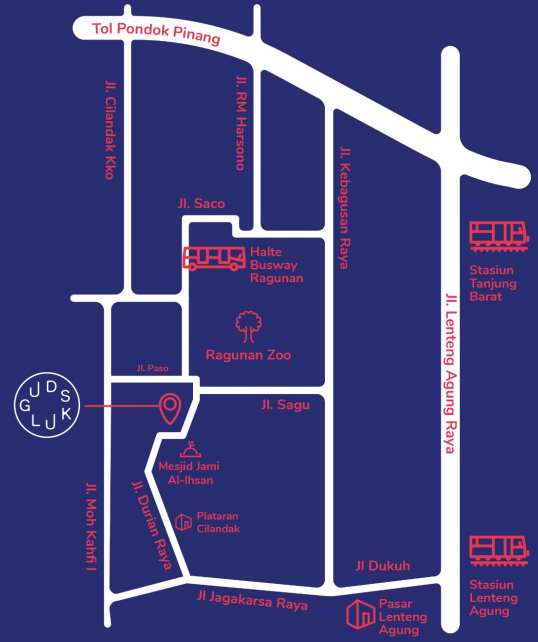 Tol Pondok Pinang
Jl. Cilandak Kko
Jl. RM Harsono
Jl. Kebagusan Raya
Jl. Saco
Halte
Busway
Ragunan
Stasiun
Tanjung
Barat
Jl. Lenteng Agung Raya
Ragunan Zoo
Jl. Paso
Jl. Sagu
JUDS
GLUK
Mesjid Jami
Al-Ihsan
Jl. Moh Kahfi I
Jl. Durian Raya
Plataran
Cilandak
Jl Dukuh
Jl Jagakarsa Raya
Pasar
Lenteng
Agung
Stasiun
Lenteng
Agung